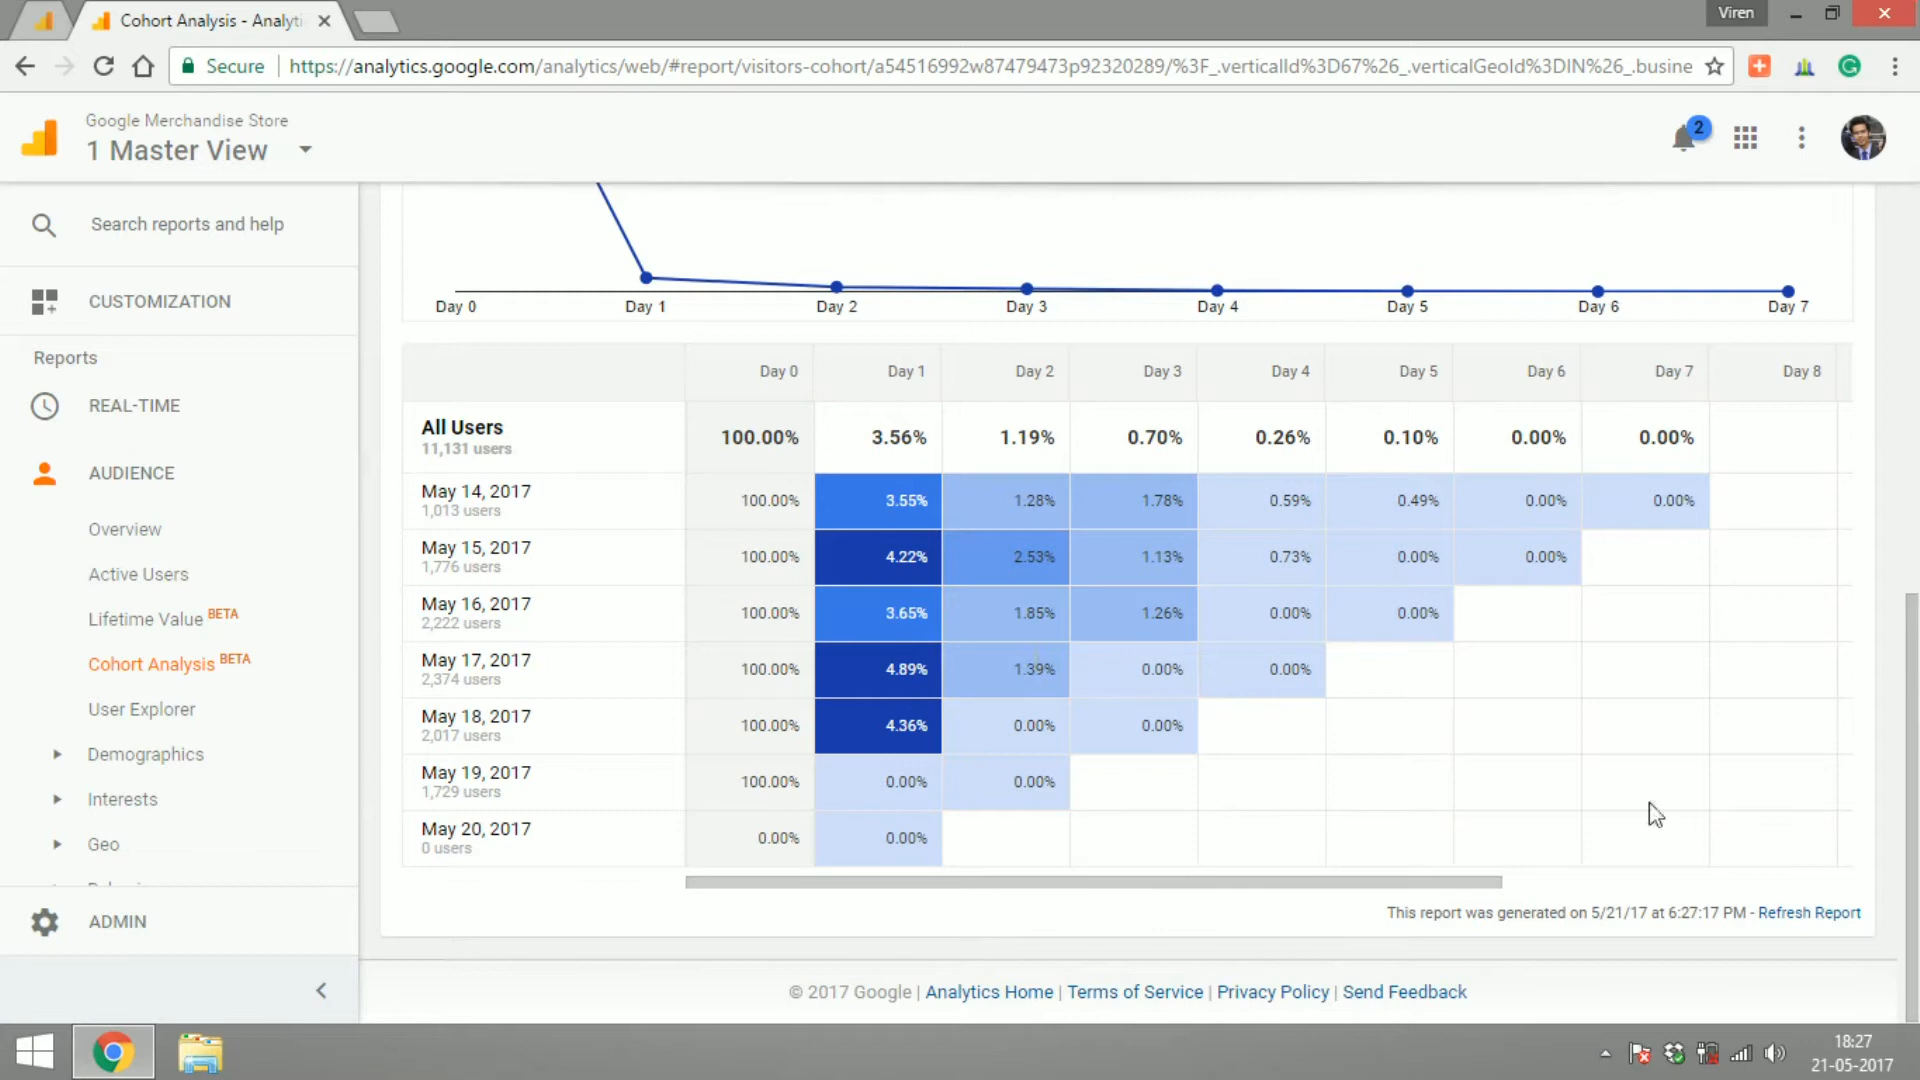 Cohort Analysis - Analyti
Viren
Secure
https://analytics.google.com/analytics/web/#report/visitors-cohort/a54516992w87479473p92320289/%3F_.verticalId%3D67%26_.verticalGeoId%3DIN%26_.busine
Google Merchandise Store
1 Master View
2
Search reports and help
CUSTOMIZATION
Reports
REAL-TIME
AUDIENCE
Overview
Active Users
Lifetime Value BETA
Cohort Analysis BETA
User Explorer
Demographics
Interests
Geo
ADMIN
Day 0 Day 1 Day 2 Day 3 Day 4 Day 5 Day 6 Day 7
Day 0 Day 1 Day 2 Day 3 Day 4 Day 5 Day 6 Day 7 Day 8
All Users
11,131 users
100.00% 3.56% 1.19% 0.70% 0.26% 0.10% 0.00% 0.00%
May 14, 2017
1,013 users
100.00% 3.55% 1.28% 1.78% 0.59% 0.49% 0.00% 0.00%
May 15, 2017
1,776 users
100.00% 4.22% 2.53% 1.13% 0.73% 0.00% 0.00%
May 16, 2017
2,222 users
100.00% 3.65% 1.85% 1.26% 0.00% 0.00%
May 17, 2017
2,374 users
100.00% 4.89% 1.39% 0.00% 0.00%
May 18, 2017
2,017 users
100.00% 4.36% 0.00% 0.00%
May 19, 2017
1,729 users
100.00% 0.00% 0.00%
May 20, 2017
0 users
0.00% 0.00%
This report was generated on 5/21/17 at 6:27:17 PM - Refresh Report
© 2017 Google | Analytics Home | Terms of Service | Privacy Policy | Send Feedback
18:27
21-05-2017